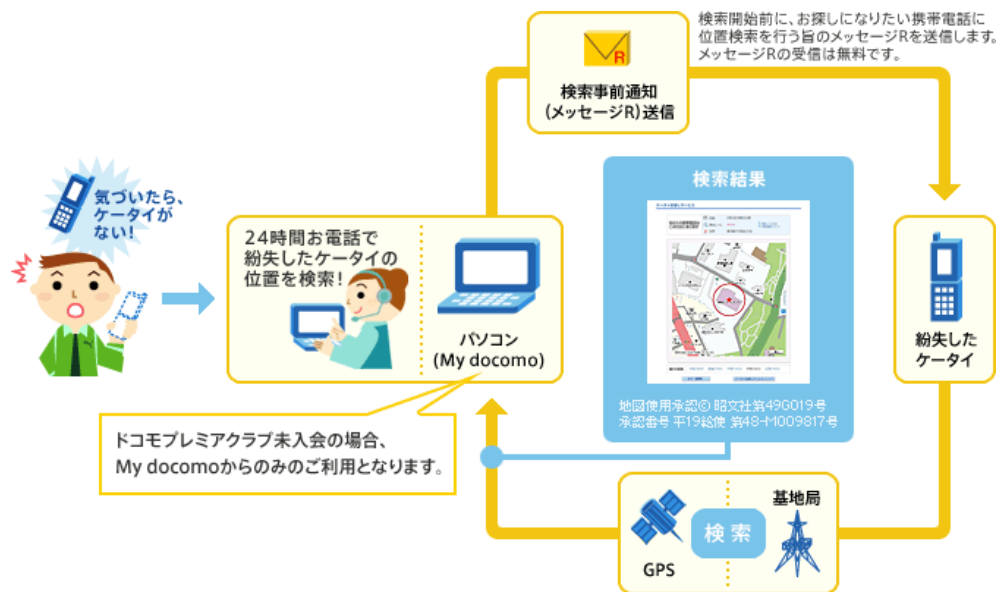 検索開始前に、お探しになりたい携帯電話に
位置検索を行う旨のメッセージRを送信します。
メッセージRの受信は無料です。
R
検索事前通知
(メッセージR)送信
気づいたら、
ケータイが
ない!
24時間お電話で
紛失したケータイの
位置を検索!
パソコン
(My docomo)
検索結果
地図使用承認© 昭文社第49G019号
承認番号 平19総使 第48-M009817号
紛失した
ケータイ
ドコモプレミアクラブ未入会の場合、
My docomoからのみのご利用となります。
GPS
検索
基地局